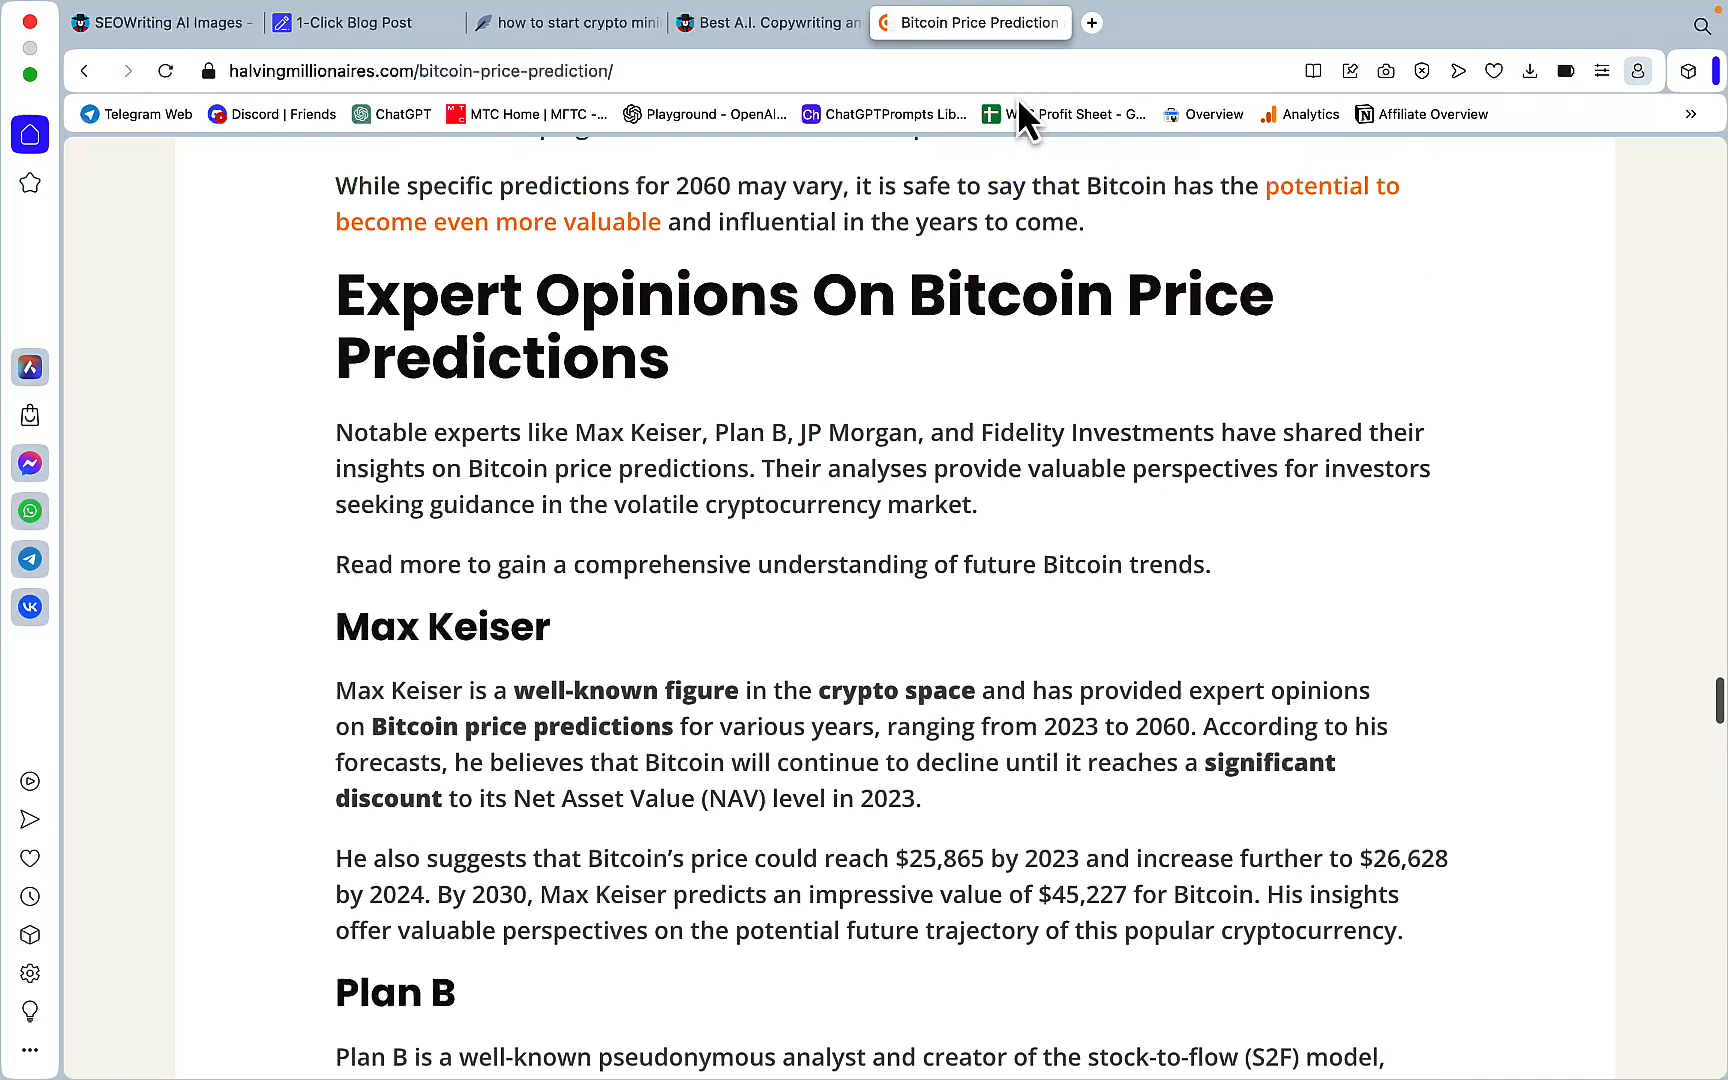 SEOWriting AI Images -
1-Click Blog Post
how to start crypto mini
Best A.I. Copywriting an
Bitcoin Price Prediction
halvingmillionaires.com/bitcoin-price-prediction/
Telegram Web
Discord | Friends
ChatGPT
МТС Home | МГТС -...
Playground - OpenAI...
Ch
ChatGPTPrompts Lib...
Profit Sheet - G...
Overview
Analytics
Affiliate Overview
While specific predictions for 2060 may vary, it is safe to say that Bitcoin has the potential to
become even more valuable and influential in the years to come.
Expert Opinions On Bitcoin Price
Predictions
Notable experts like Max Keiser, Plan B, JP Morgan, and Fidelity Investments have shared their
insights on Bitcoin price predictions. Their analyses provide valuable perspectives for investors
seeking guidance in the volatile cryptocurrency market.
Read more to gain a comprehensive understanding of future Bitcoin trends.
Max Keiser
Max Keiser is a well-known figure in the crypto space and has provided expert opinions
on Bitcoin price predictions for various years, ranging from 2023 to 2060. According to his
forecasts, he believes that Bitcoin will continue to decline until it reaches a significant
discount to its Net Asset Value (NAV) level in 2023.
He also suggests that Bitcoin's price could reach $25,865 by 2023 and increase further to $26,628
by 2024. By 2030, Max Keiser predicts an impressive value of $45,227 for Bitcoin. His insights
offer valuable perspectives on the potential future trajectory of this popular cryptocurrency.
Plan B
Plan B is a well-known pseudonymous analyst and creator of the stock-to-flow (S2F) model,